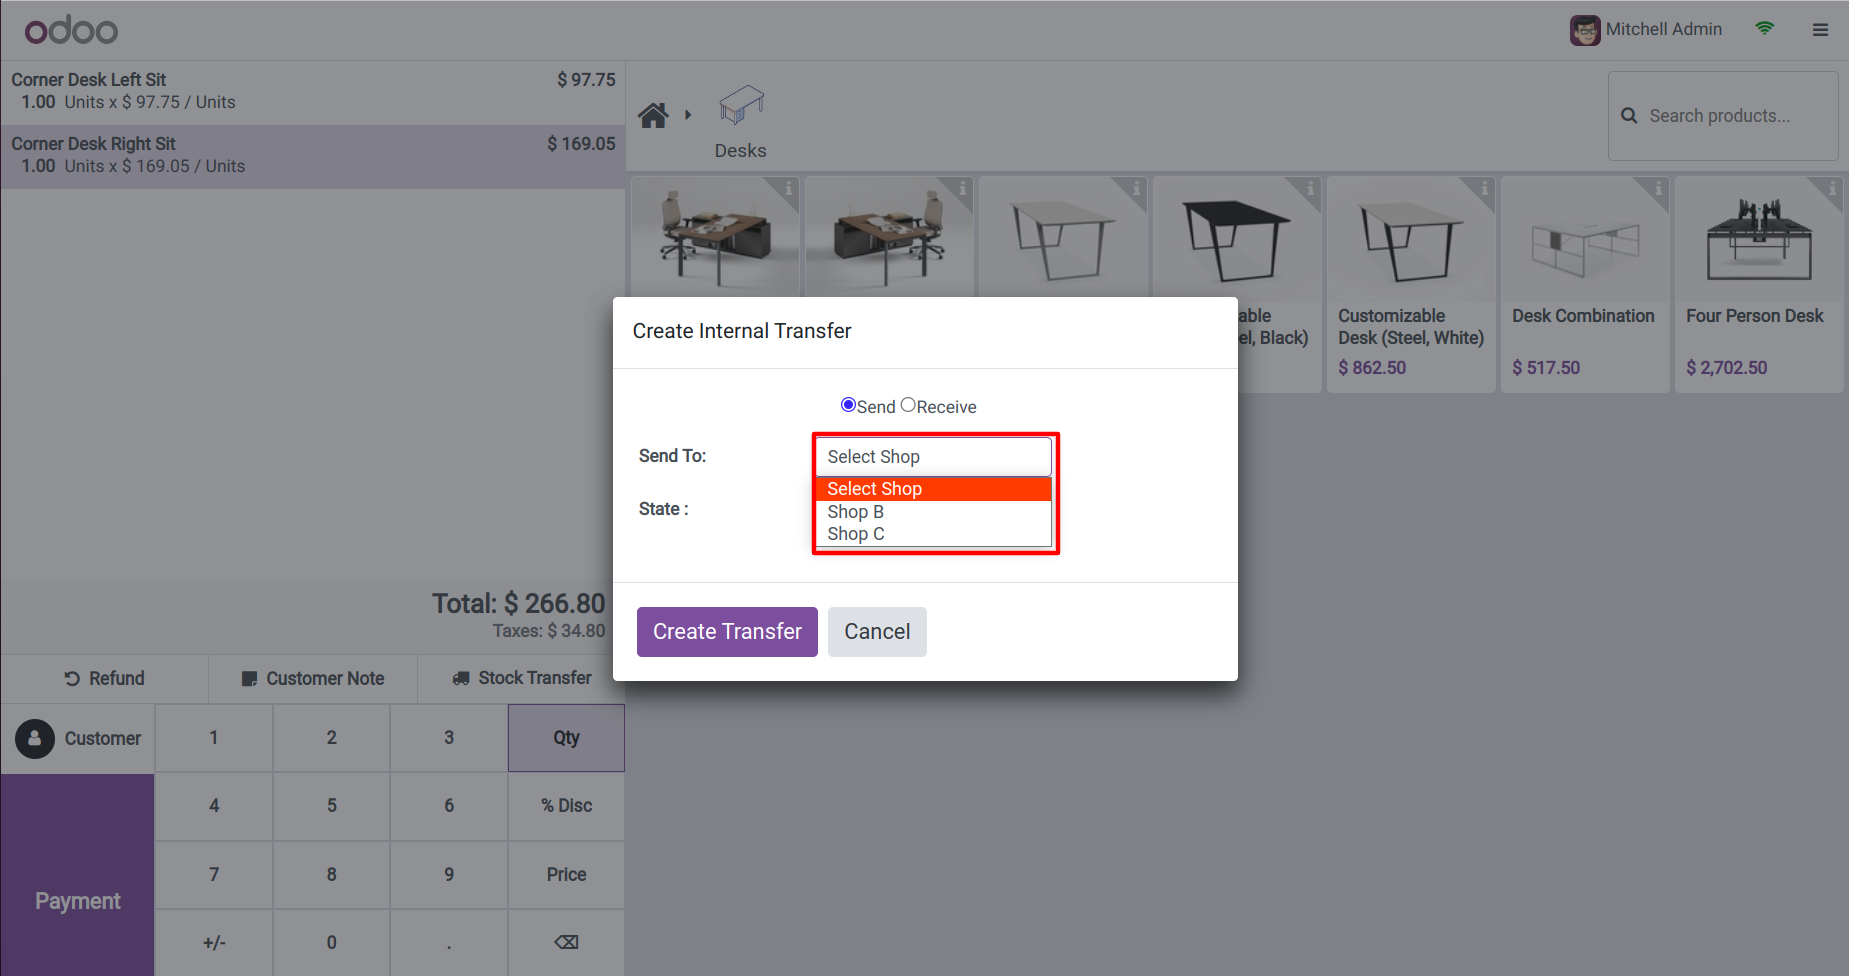 odoo
Mitchell Admin
Corner Desk Left Sit $ 97.75
1.00 Units x $ 97.75 / Units
Corner Desk Right Sit $ 169.05
1.00 Units x $ 169.05 / Units
Desks
Search products...
Customizable
Desk (Steel, White)
$ 862.50
Desk Combination
$ 517.50
Four Person Desk
$ 2,702.50
Create Internal Transfer
Send Receive
Send To: Select Shop
Select Shop
Shop B
Shop C
State :
Create Transfer Cancel
Total: $ 266.80
Taxes: $ 34.80
Refund Customer Note Stock Transfer
Customer 1 2 3 Qty
4 5 6 % Disc
7 8 9 Price
Payment
+/- 0 .